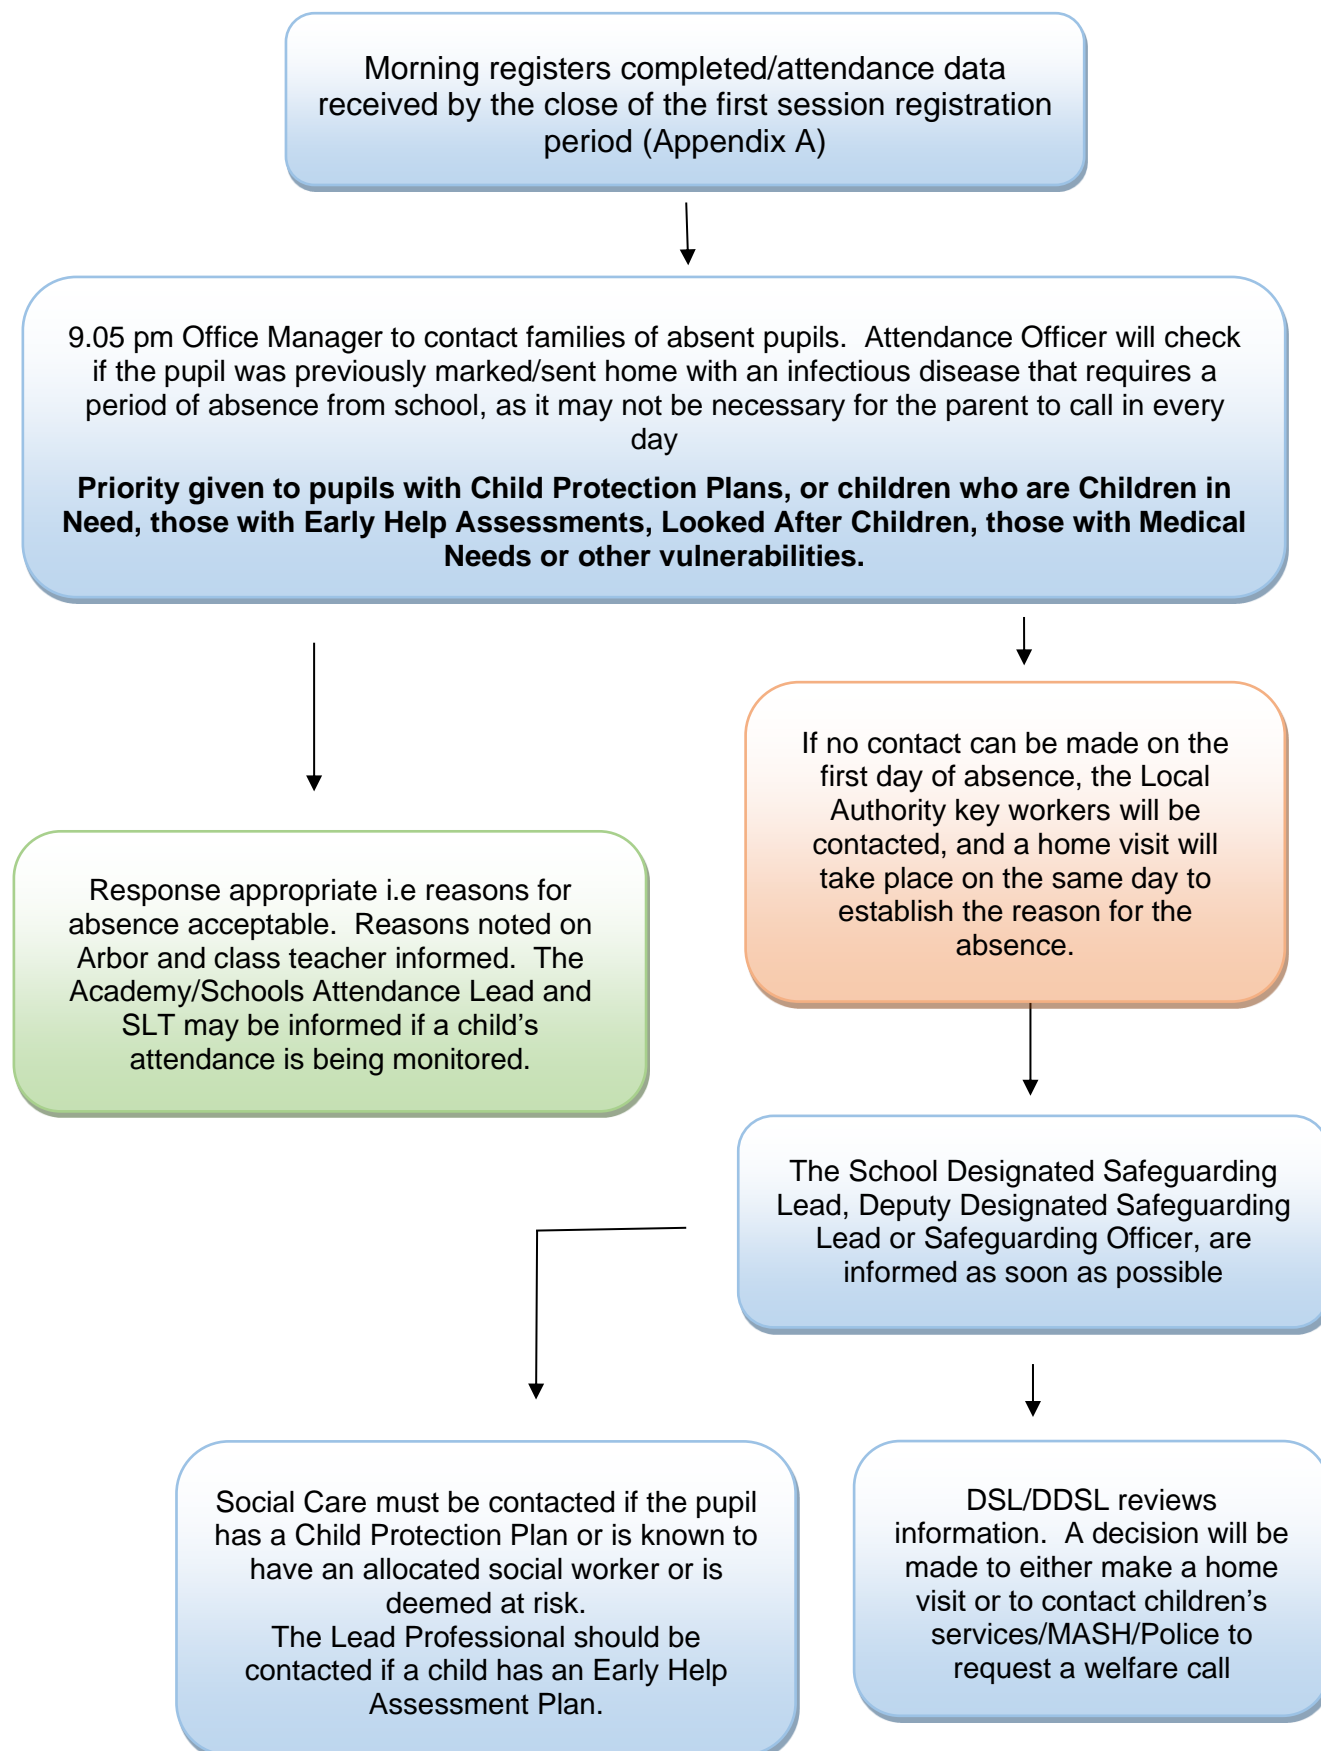 Morning registers completed/attendance data
received by the close of the first session registration
period (Appendix A)
9.05 pm Office Manager to contact families of absent pupils.  Attendance Officer will check
if the pupil was previously marked/sent home with an infectious disease that requires a
period of absence from school, as it may not be necessary for the parent to call in every
day
Priority given to pupils with Child Protection Plans, or children who are Children in
Need, those with Early Help Assessments, Looked After Children, those with Medical
Needs or other vulnerabilities.
If no contact can be made on the
first day of absence, the Local
Authority key workers will be
contacted, and a home visit will
take place on the same day to
establish the reason for the
absence.
Response appropriate i.e reasons for
absence acceptable.  Reasons noted on
Arbor and class teacher informed.  The
Academy/Schools Attendance Lead and
SLT may be informed if a child’s
attendance is being monitored.
The School Designated Safeguarding
Lead, Deputy Designated Safeguarding
Lead or Safeguarding Officer, are
informed as soon as possible
Social Care must be contacted if the pupil
has a Child Protection Plan or is known to
have an allocated social worker or is
deemed at risk.
The Lead Professional should be
contacted if a child has an Early Help
Assessment Plan.
DSL/DDSL reviews
information.  A decision will be
made to either make a home
visit or to contact children’s
services/MASH/Police to
request a welfare call